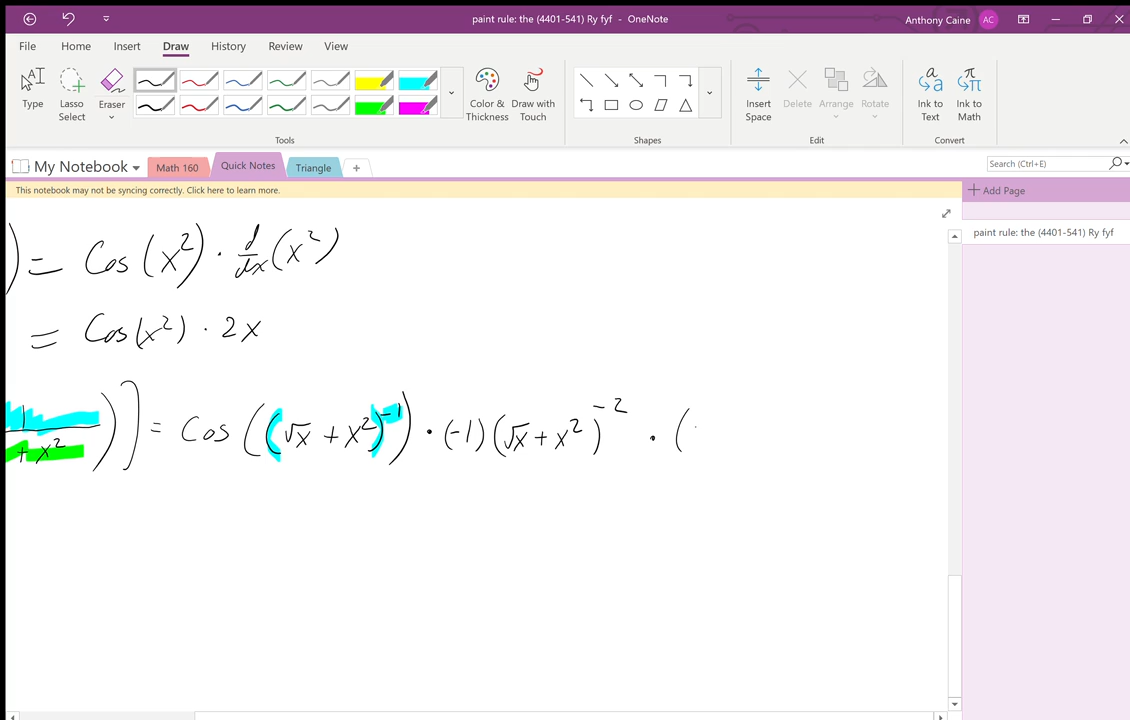 paint rule: the (4401-541) Ry fyf - OneNote
Anthony Caine AC
File Home Insert Draw History Review View
Type Lasso Select Eraser Color & Thickness Draw with Touch Insert Space Delete Arrange Rotate Ink to Text Ink to Math
Tools Shapes Edit Convert
My Notebook Math 160 Quick Notes Triangle + Search (Ctrl+E)
This notebook may not be syncing correctly. Click here to learn more.
+ Add Page
paint rule: the (4401-541) Ry fyf
) = Cos(x²) · d/dx(x²)
= Cos(x²) · 2x
1/+ x²)] = Cos((√x + x²)⁻¹) · (-1)(√x + x²)⁻² · (